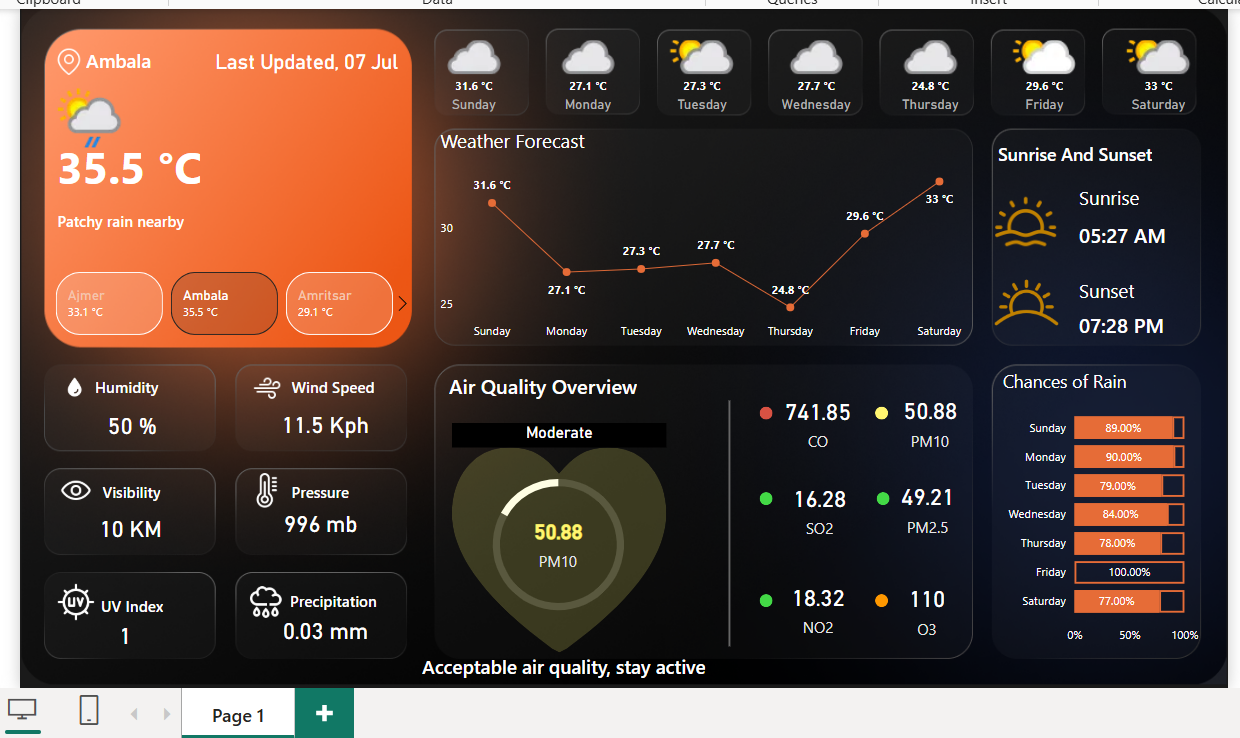 Clipboard
Data
Queries
Insert
Ambala
Last Updated, 07 Jul
35.5 °C
Patchy rain nearby
Ajmer
33.1 °C
Ambala
35.5 °C
Amritsar
29.1 °C
31.6 °C
Sunday
27.1 °C
Monday
27.3 °C
Tuesday
27.7 °C
Wednesday
24.8 °C
Thursday
29.6 °C
Friday
33 °C
Saturday
Weather Forecast
30
25
31.6 °C
27.1 °C
27.3 °C
27.7 °C
24.8 °C
29.6 °C
33 °C
Sunday
Monday
Tuesday
Wednesday
Thursday
Friday
Saturday
Sunrise And Sunset
Sunrise
05:27 AM
Sunset
07:28 PM
Humidity
50 %
Wind Speed
11.5 Kph
Visibility
10 KM
Pressure
996 mb
UV
UV Index
1
Precipitation
0.03 mm
Air Quality Overview
Moderate
50.88
PM10
741.85
CO
50.88
PM10
16.28
SO2
49.21
PM2.5
18.32
NO2
110
O3
Acceptable air quality, stay active
Chances of Rain
Sunday 89.00%
Monday 90.00%
Tuesday 79.00%
Wednesday 84.00%
Thursday 78.00%
Friday 100.00%
Saturday 77.00%
0% 50% 100%
Page 1